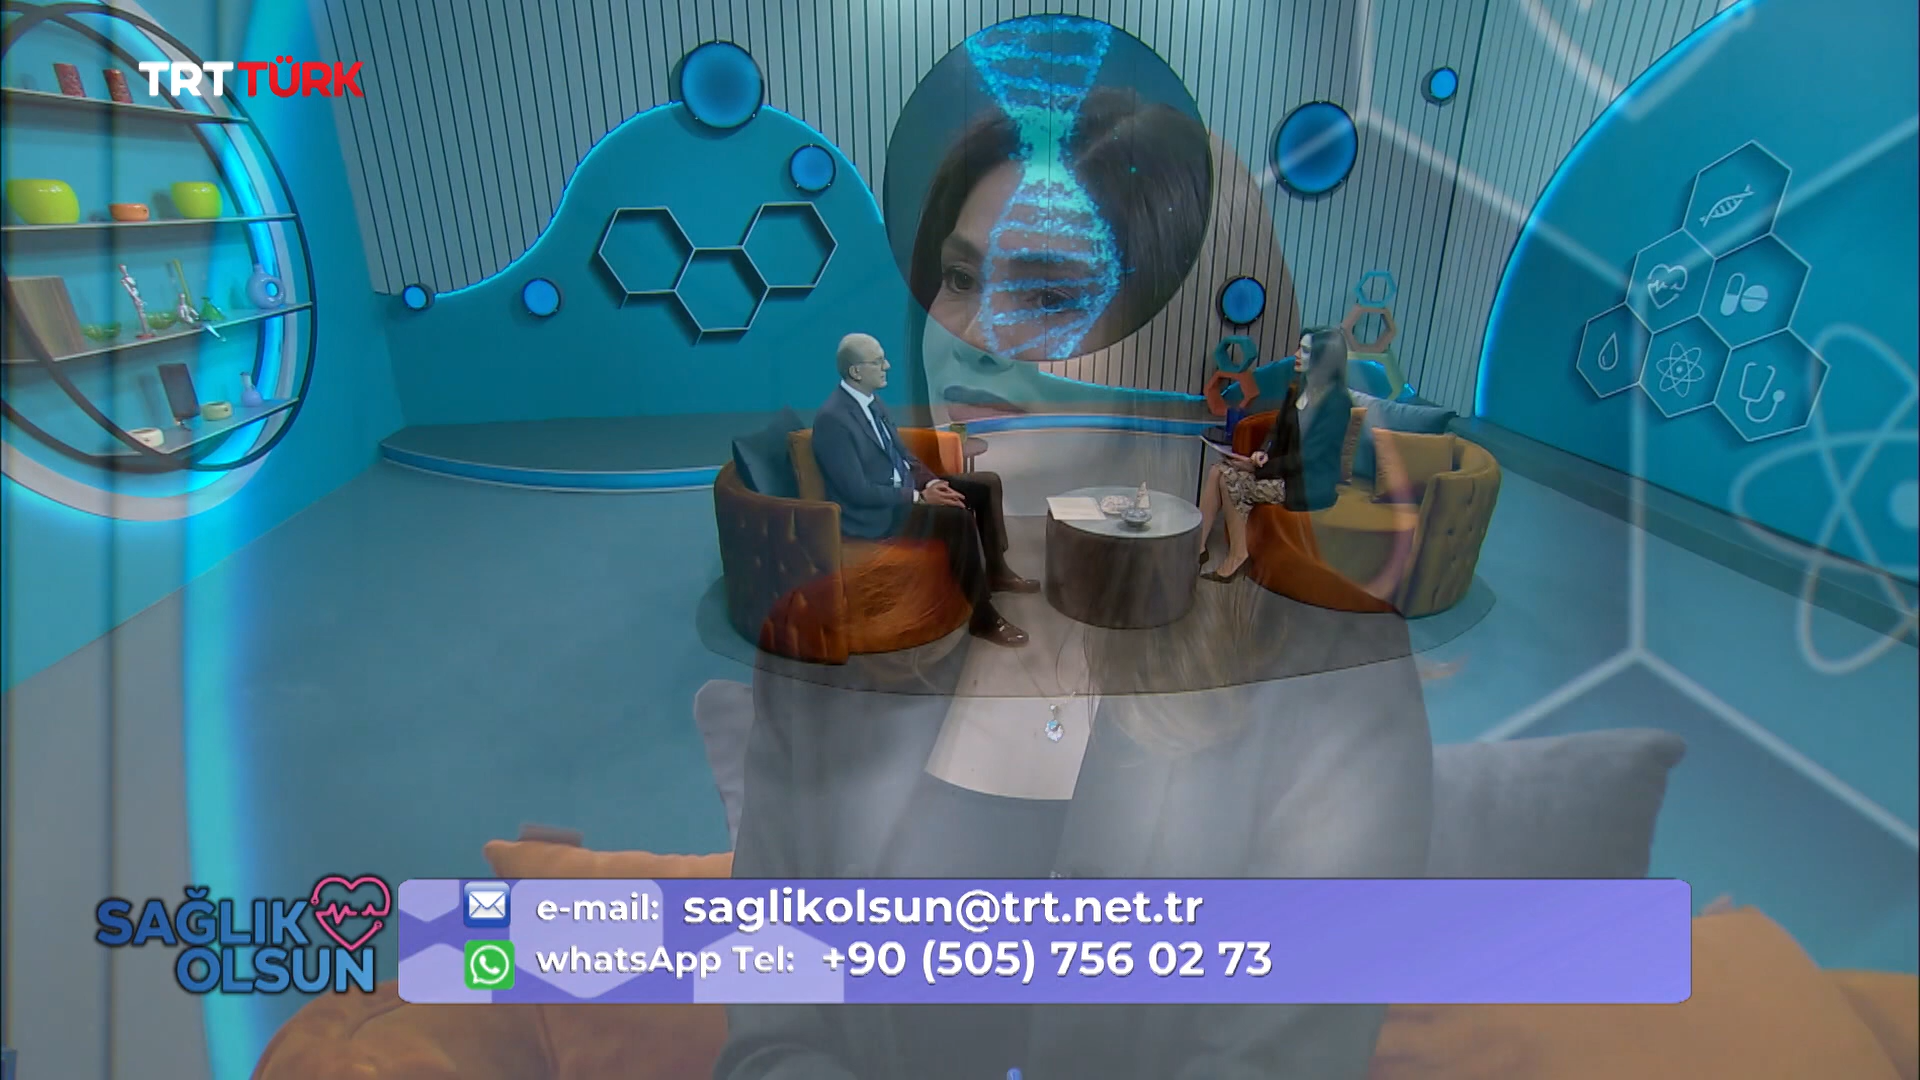 TRT TÜRK
SAĞLIK
OLSUN
e-mail: saglikolsun@trt.net.tr
whatsApp Tel: +90 (505) 756 02 73